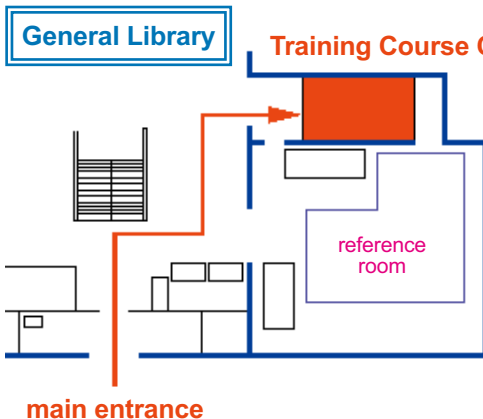 General Library
Training Course C
reference
room
main entrance